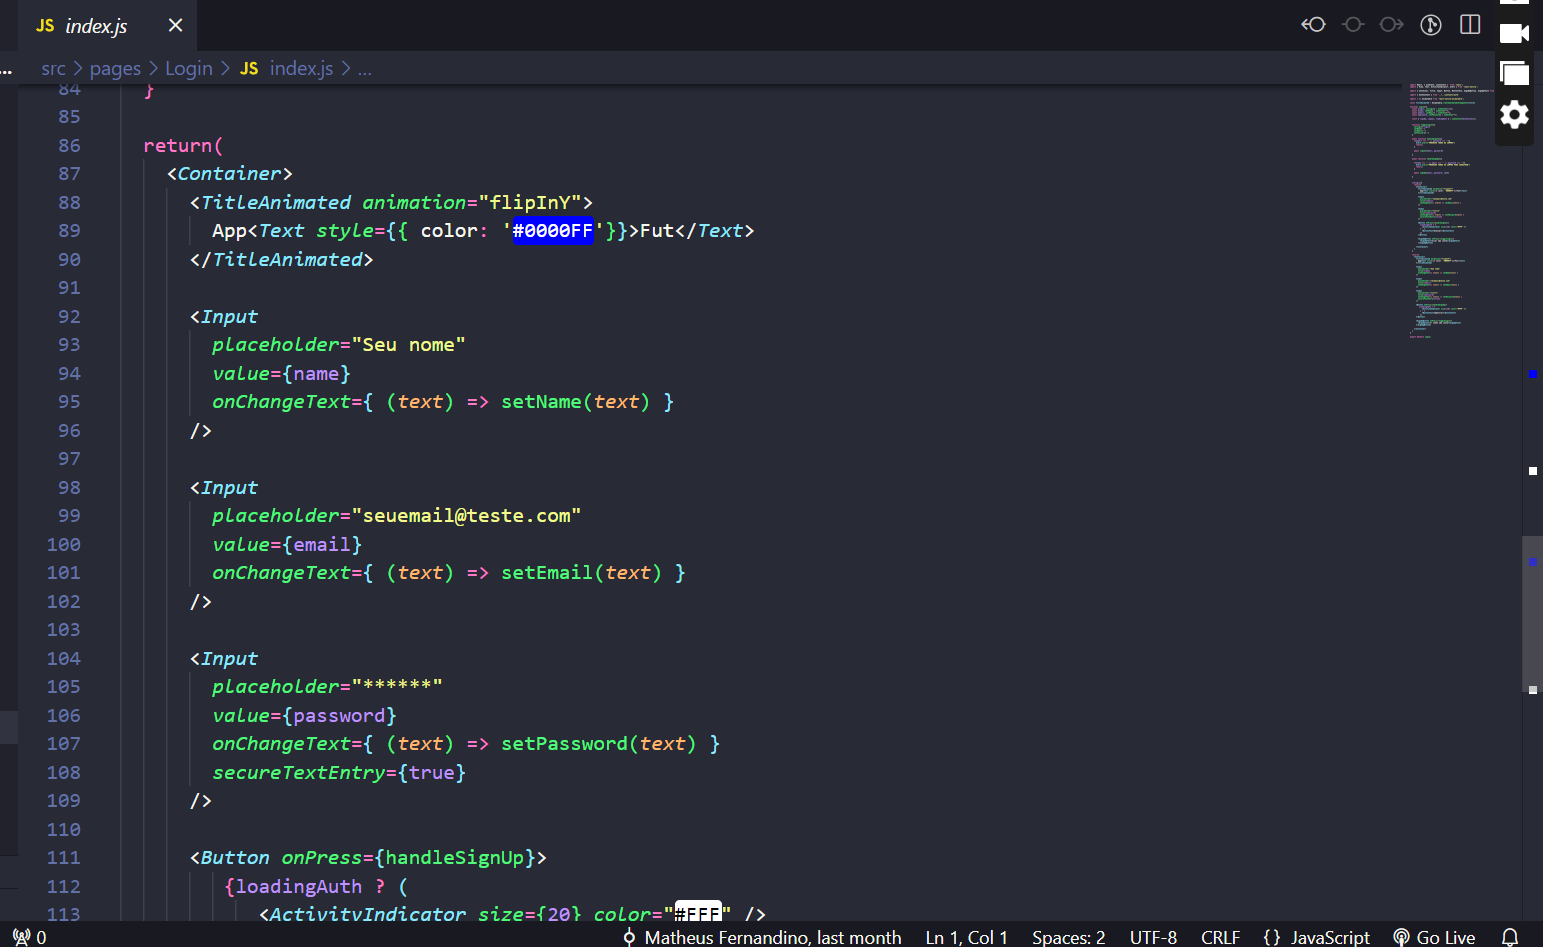 JS index.js
src > pages > Login > JS index.js > ...
84 }
85
86 return(
87 <Container>
88 <TitleAnimated animation="flipInY">
89 App<Text style={{ color: '#0000FF'}}>Fut</Text>
90 </TitleAnimated>
91
92 <Input
93 placeholder="Seu nome"
94 value={name}
95 onChangeText={ (text) => setName(text) }
96 />
97
98 <Input
99 placeholder="seuemail@teste.com"
100 value={email}
101 onChangeText={ (text) => setEmail(text) }
102 />
103
104 <Input
105 placeholder="******"
106 value={password}
107 onChangeText={ (text) => setPassword(text) }
108 secureTextEntry={true}
109 />
110
111 <Button onPress={handleSignUp}>
112 {loadingAuth ? (
113 <ActivityIndicator size={20} color="#FFF" />
0 Matheus Fernandino, last month Ln 1, Col 1 Spaces: 2 UTF-8 CRLF {} JavaScript Go Live